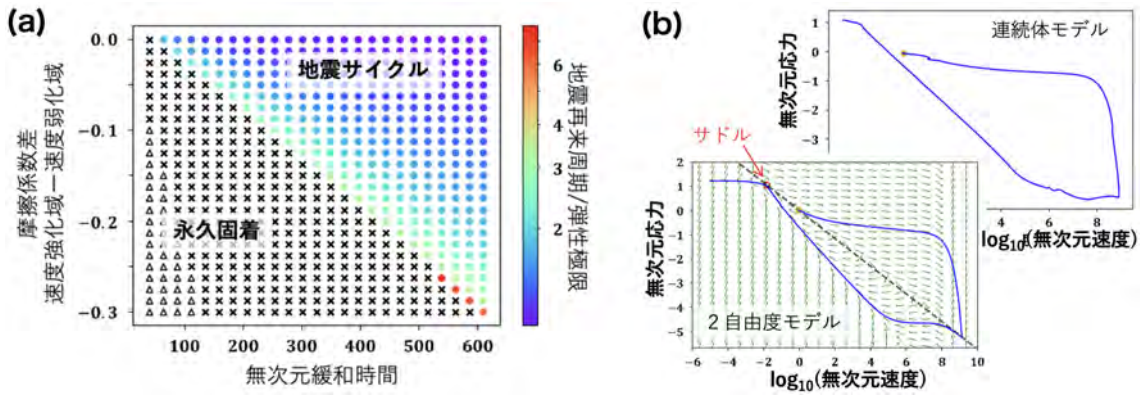 (a)
0.0
-0.1
-0.2
-0.3
摩擦係数差
速度強化域ー速度弱化域
地震サイクル
永久固着
100 200 300 400 500 600
無次元緩和時間
6
4
3
2
地震再来周期/弾性極限
(b)
1
0
-1
-2
-3
無次元応力
連続体モデル
4 6 8
log₁₀(無次元速度)
サドル
2
1
0
-1
-2
-3
-4
-5
無次元応力
2自由度モデル
-6 -4 -2 0 2 4 6 8 10
log₁₀(無次元速度)